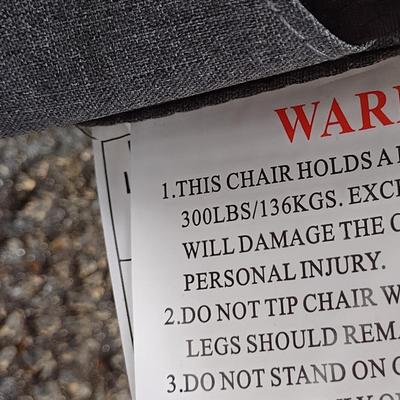 WAR
1.THIS CHAIR HOLDS A
300LBS/136KGS. EXC
WILL DAMAGE THE
PERSONAL INJURY.
2.DO NOT TIP CHAIR W
LEGS SHOULD REMA
3.DO NOT STAND ON